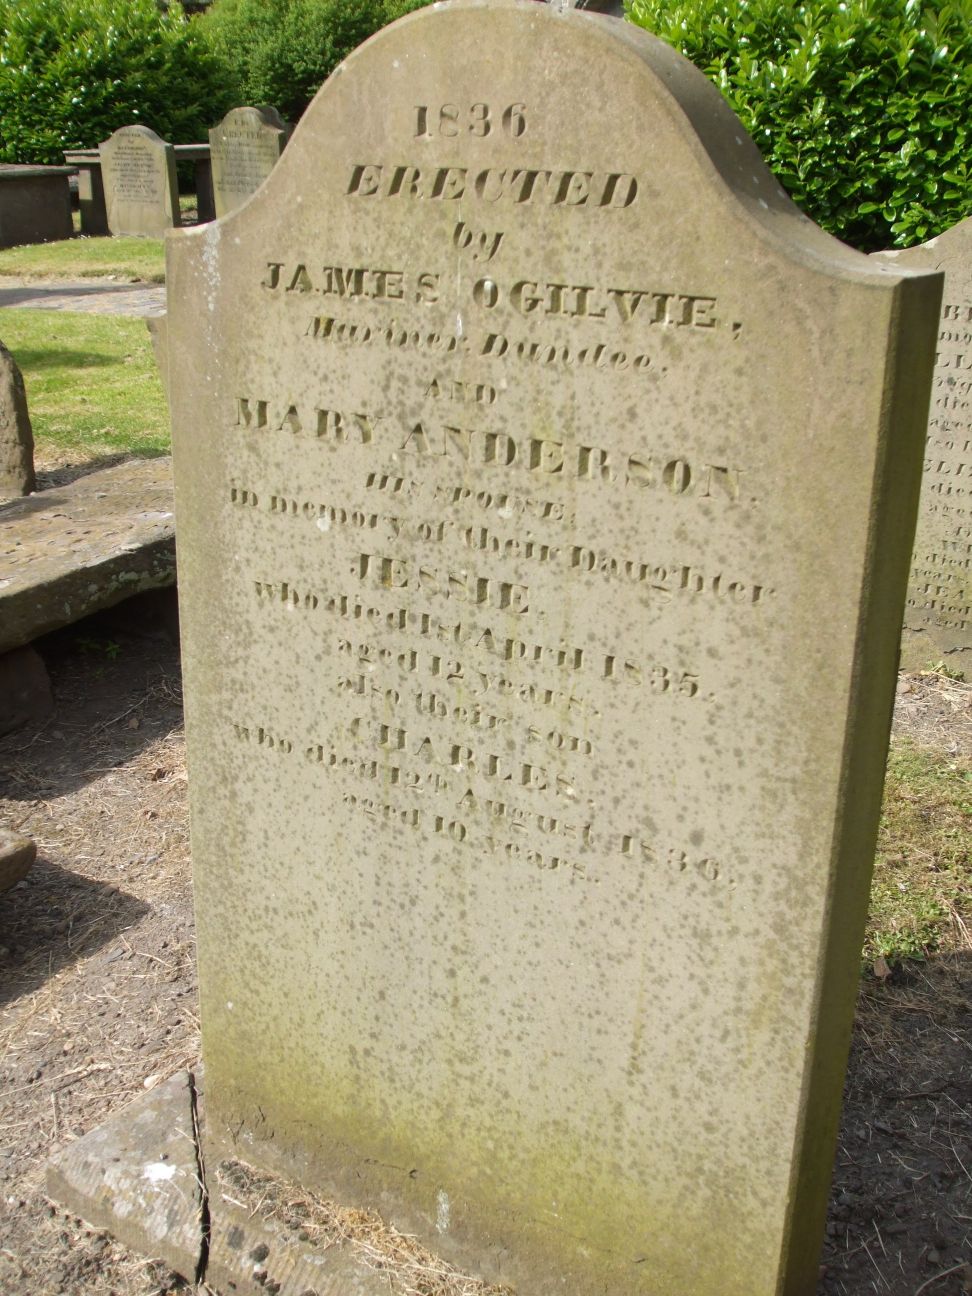 1836
ERECTED
by
JAMES OGILVIE,
Mariner Dundee.
AND
MARY ANDERSON,
HIS SPOUSE,
in memory of their Daughter
JESSIE.
who died 1st April 1835.
aged 12 years.
also their son
CHARLES.
who died 12th August 1836,
aged 10 years.